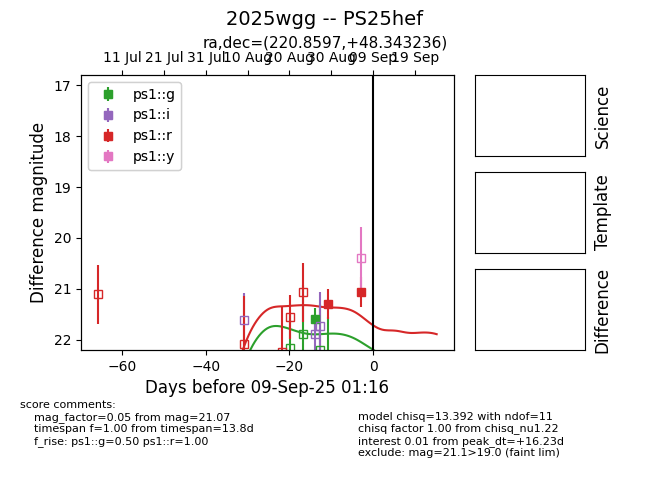 2025wgg -- PS25hef
ra,dec=(220.8597,+48.343236)
11 Jul 21 Jul 31 Jul 10 Aug 20 Aug 30 Aug 09 Sep 19 Sep
17
18
19
20
21
22
Difference magnitude
ps1::g
ps1::i
ps1::r
ps1::y
−60 −40 −20 0
Days before 09-Sep-25 01:16
Science
Template
Difference
score comments:
mag_factor=0.05 from mag=21.07
timespan f=1.00 from timespan=13.8d
f_rise: ps1::g=0.50 ps1::r=1.00
model chisq=13.392 with ndof=11
chisq factor 1.00 from chisq_nu1.22
interest 0.01 from peak_dt=+16.23d
exclude: mag=21.1>19.0 (faint lim)